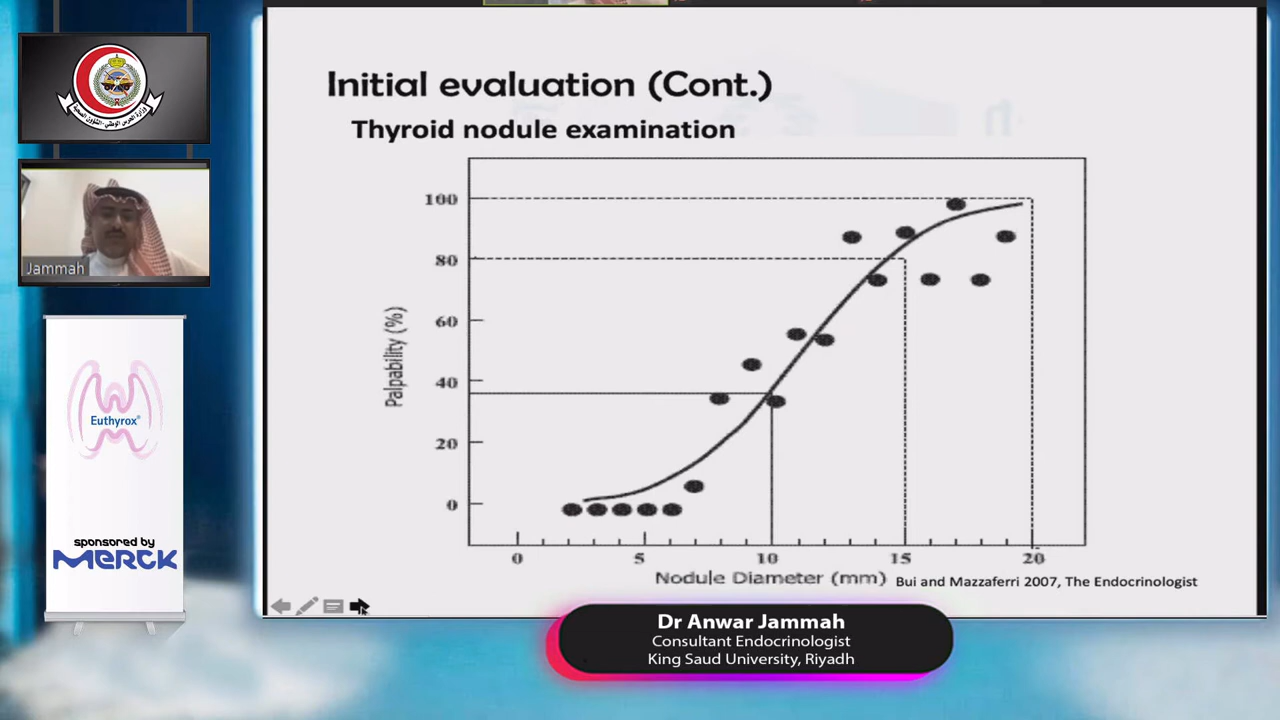 Initial evaluation (Cont.)
Thyroid nodule examination
Jammah
Euthyrox®
sponsored by
MERCK
Palpability (%)
100
80
60
40
20
0
0 5 10 15 20
Nodule Diameter (mm)
Bui and Mazzaferri 2007, The Endocrinologist
Dr Anwar Jammah
Consultant Endocrinologist
King Saud University, Riyadh